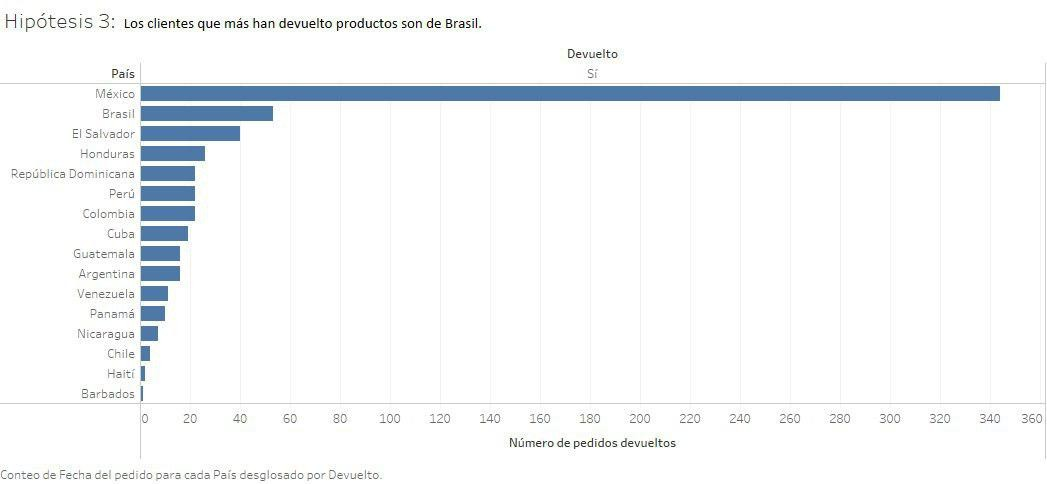 Hipótesis 3: Los clientes que más han devuelto productos son de Brasil.
Devuelto
País Sí
México
Brasil
El Salvador
Honduras
República Dominicana
Perú
Colombia
Cuba
Guatemala
Argentina
Venezuela
Panamá
Nicaragua
Chile
Haití
Barbados
0 20 40 60 80 100 120 140 160 180 200 220 240 260 280 300 320 340 360
Número de pedidos devueltos
Conteo de Fecha del pedido para cada País desglosado por Devuelto.